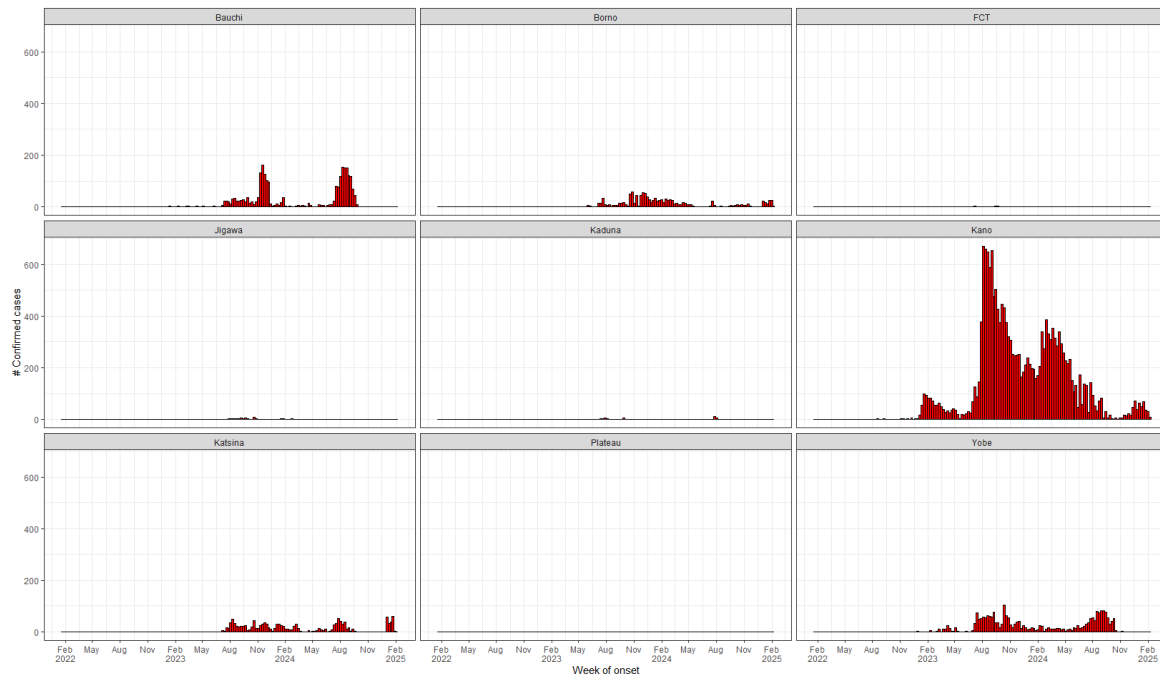 Bauchi Borno FCT
600
400
200
0
Jigawa Kaduna Kano
600
400
200
0
# Confirmed cases
Katsina Plateau Yobe
600
400
200
0
Feb May Aug Nov Feb May Aug Nov Feb May Aug Nov Feb Feb May Aug Nov Feb May Aug Nov Feb May Aug Nov Feb Feb May Aug Nov Feb May Aug Nov Feb May Aug Nov Feb
2022 2023 2024 2025 2022 2023 2024 2025 2022 2023 2024 2025
Week of onset